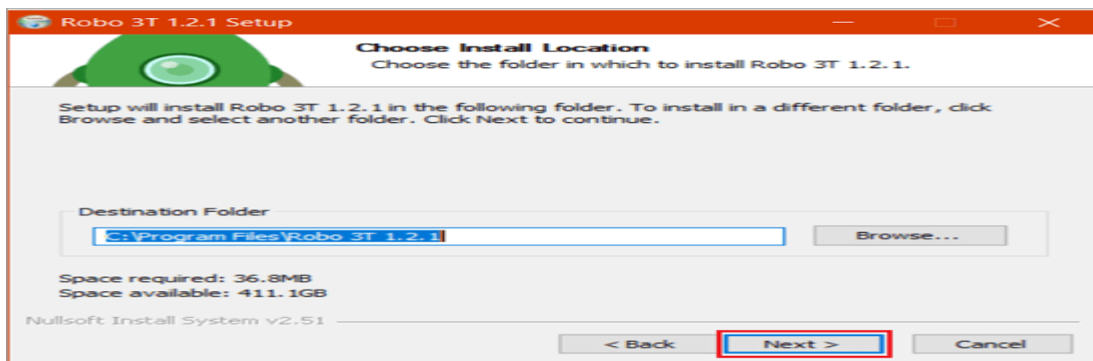 Robo 3T 1.2.1 Setup
Choose Install Location
Choose the folder in which to install Robo 3T 1.2.1.
Setup will install Robo 3T 1.2.1 in the following folder. To install in a different folder, click
Browse and select another folder. Click Next to continue.
Destination Folder
C:\Program Files\Robo 3T 1.2.1
Browse...
Space required: 36.8MB
Space available: 411.1GB
Nullsoft Install System v2.51
< Back
Next >
Cancel